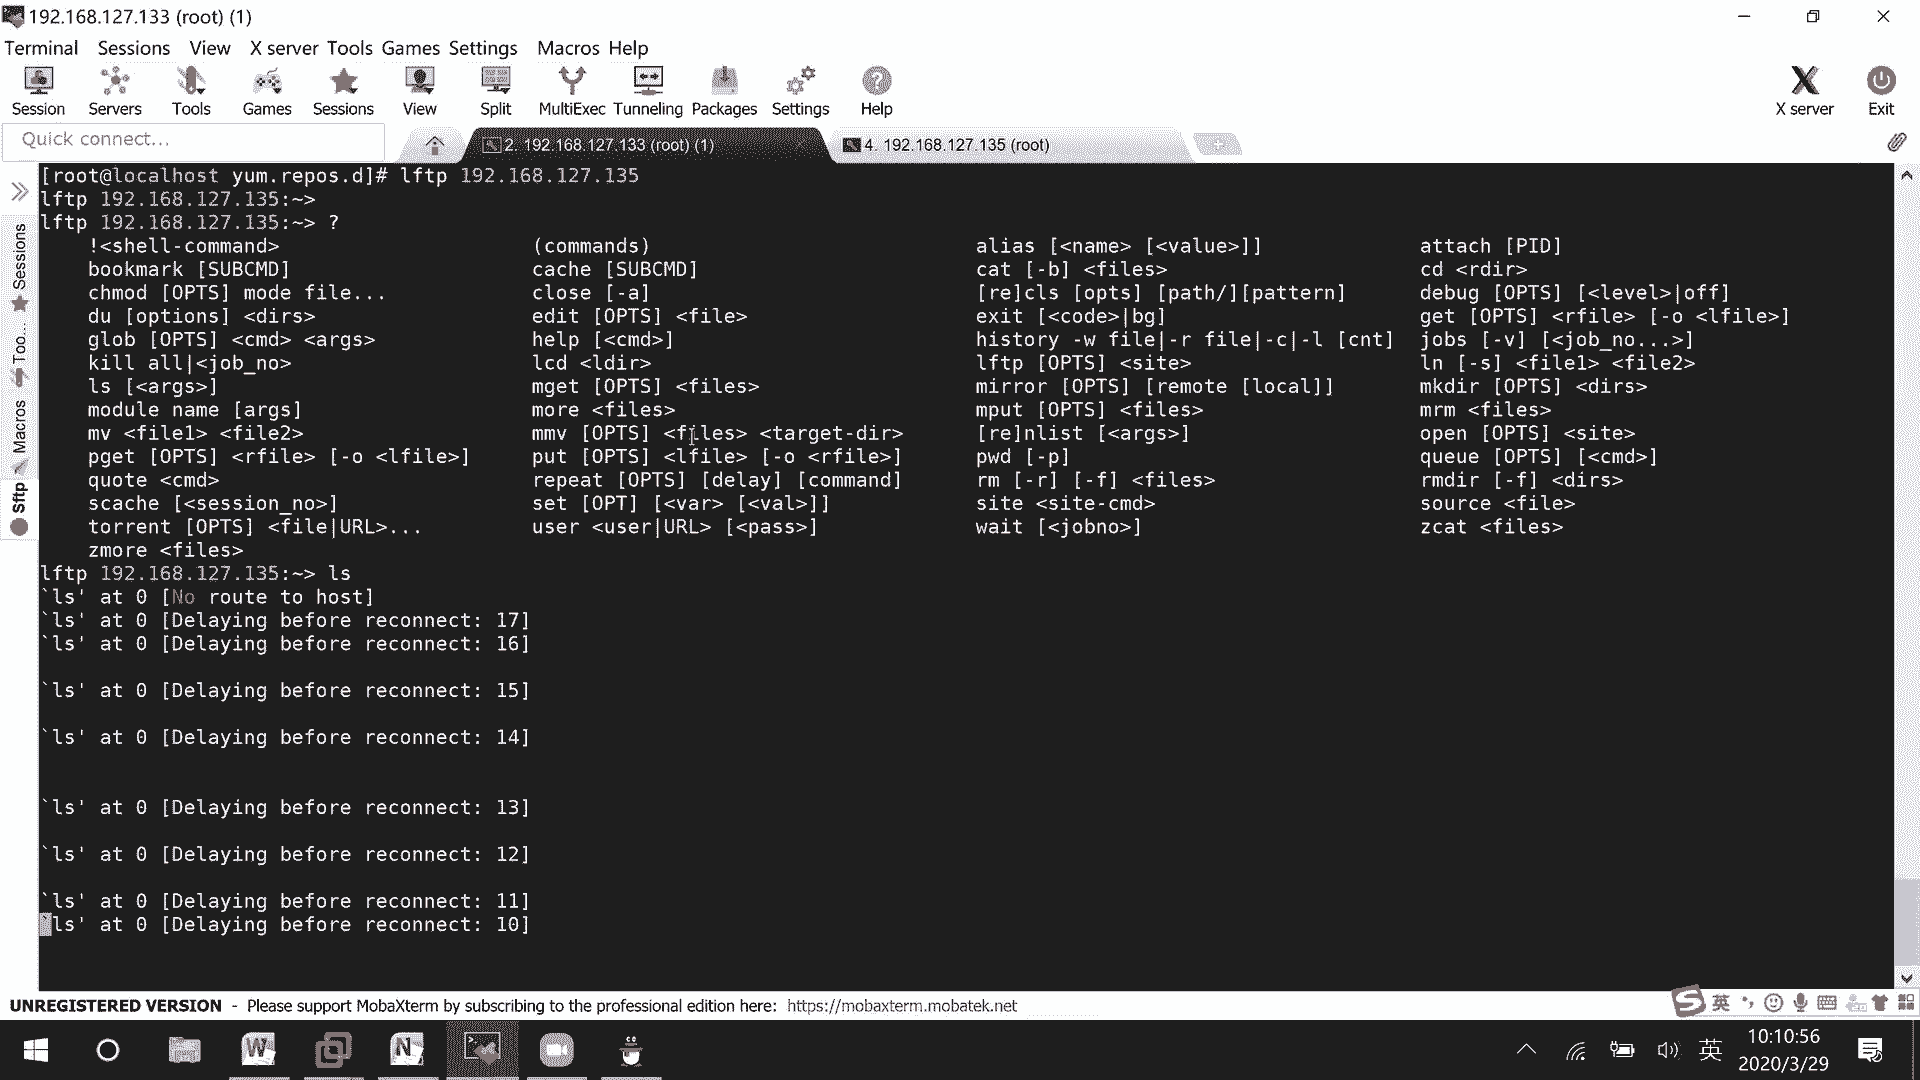 192.168.127.133 (root) (1)
Terminal Sessions View X server Tools Games Settings Macros Help
Session Servers Tools Games Sessions View Split MultiExec Tunneling Packages Settings Help X server Exit
Quick connect...
2. 192.168.127.133 (root) (1)
4. 192.168.127.135 (root)
Sessions
Too...
Macros
Sftp
[root@localhost yum.repos.d]# lftp 192.168.127.135
lftp 192.168.127.135:~>
lftp 192.168.127.135:~> ?
!<shell-command> (commands) alias [<name> [<value>]] attach [PID]
bookmark [SUBCMD] cache [SUBCMD] cat [-b] <files> cd <rdir>
chmod [OPTS] mode file... close [-a] [re]cls [opts] [path/][pattern] debug [OPTS] [<level>|off]
du [options] <dirs> edit [OPTS] <file> exit [<code>|bg] get [OPTS] <rfile> [-o <lfile>]
glob [OPTS] <cmd> <args> help [<cmd>] history -w file|-r file|-c|-l [cnt] jobs [-v] [<job_no...>]
kill all|<job_no> lcd <ldir> lftp [OPTS] <site> ln [-s] <file1> <file2>
ls [<args>] mget [OPTS] <files> mirror [OPTS] [remote [local]] mkdir [OPTS] <dirs>
module name [args] more <files> mput [OPTS] <files> mrm <files>
mv <file1> <file2> mmv [OPTS] <files> <target-dir> [re]nlist [<args>] open [OPTS] <site>
pget [OPTS] <rfile> [-o <lfile>] put [OPTS] <lfile> [-o <rfile>] pwd [-p] queue [OPTS] [<cmd>]
quote <cmd> repeat [OPTS] [delay] [command] rm [-r] [-f] <files> rmdir [-f] <dirs>
scache [<session_no>] set [OPT] [<var> [<val>]] site <site-cmd> source <file>
torrent [OPTS] <file|URL>... user <user|URL> [<pass>] wait [<jobno>] zcat <files>
zmore <files>
lftp 192.168.127.135:~> ls
`ls' at 0 [No route to host]
`ls' at 0 [Delaying before reconnect: 17]
`ls' at 0 [Delaying before reconnect: 16]
`ls' at 0 [Delaying before reconnect: 15]
`ls' at 0 [Delaying before reconnect: 14]
`ls' at 0 [Delaying before reconnect: 13]
`ls' at 0 [Delaying before reconnect: 12]
`ls' at 0 [Delaying before reconnect: 11]
`ls' at 0 [Delaying before reconnect: 10]
UNREGISTERED VERSION - Please support MobaXterm by subscribing to the professional edition here: https://mobaxterm.mobatek.net
英
英
10:10:56
2020/3/29